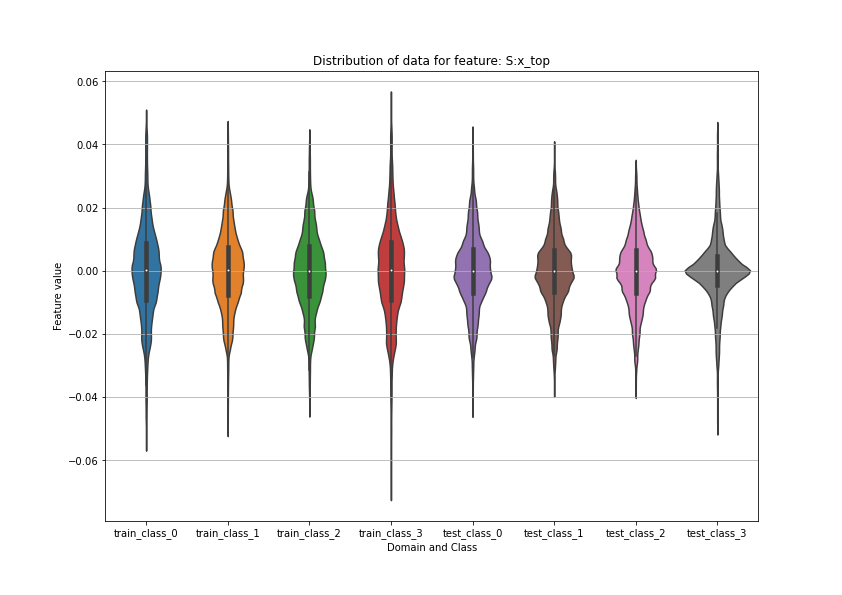 Distribution of data for feature: S:x_top
0.06
0.04
0.02
0.00
−0.02
−0.04
−0.06
Feature value
train_class_0 train_class_1 train_class_2 train_class_3 test_class_0 test_class_1 test_class_2 test_class_3
Domain and Class